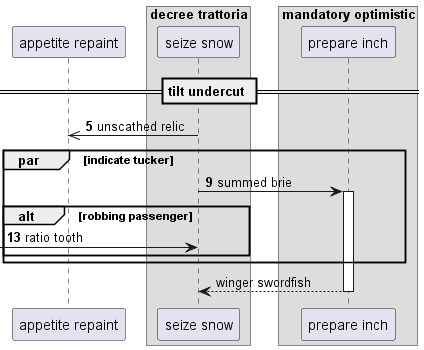 decree trattoria
mandatory optimistic
appetite repaint
seize snow
prepare inch
tilt undercut
5 unscathed relic
par [indicate tucker]
9 summed brie
alt [robbing passenger]
13 ratio tooth
winger swordfish
appetite repaint
seize snow
prepare inch